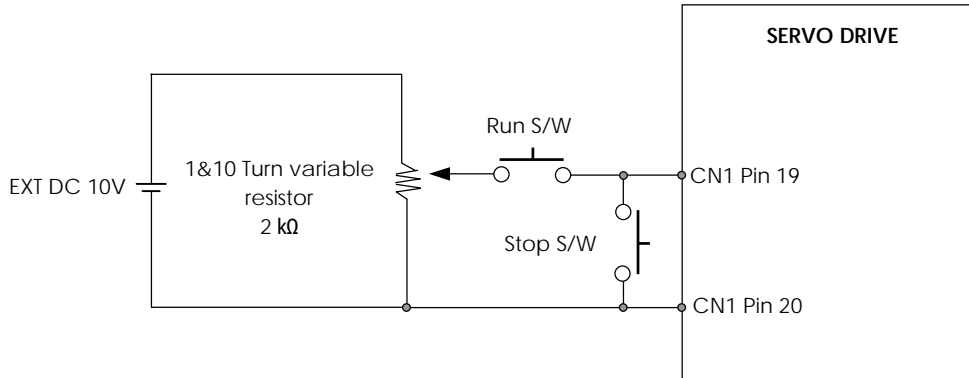 SERVO DRIVE
Run S/W
1&10 Turn variable
resistor
2 kΩ
EXT DC 10V
CN1 Pin 19
Stop S/W
CN1 Pin 20